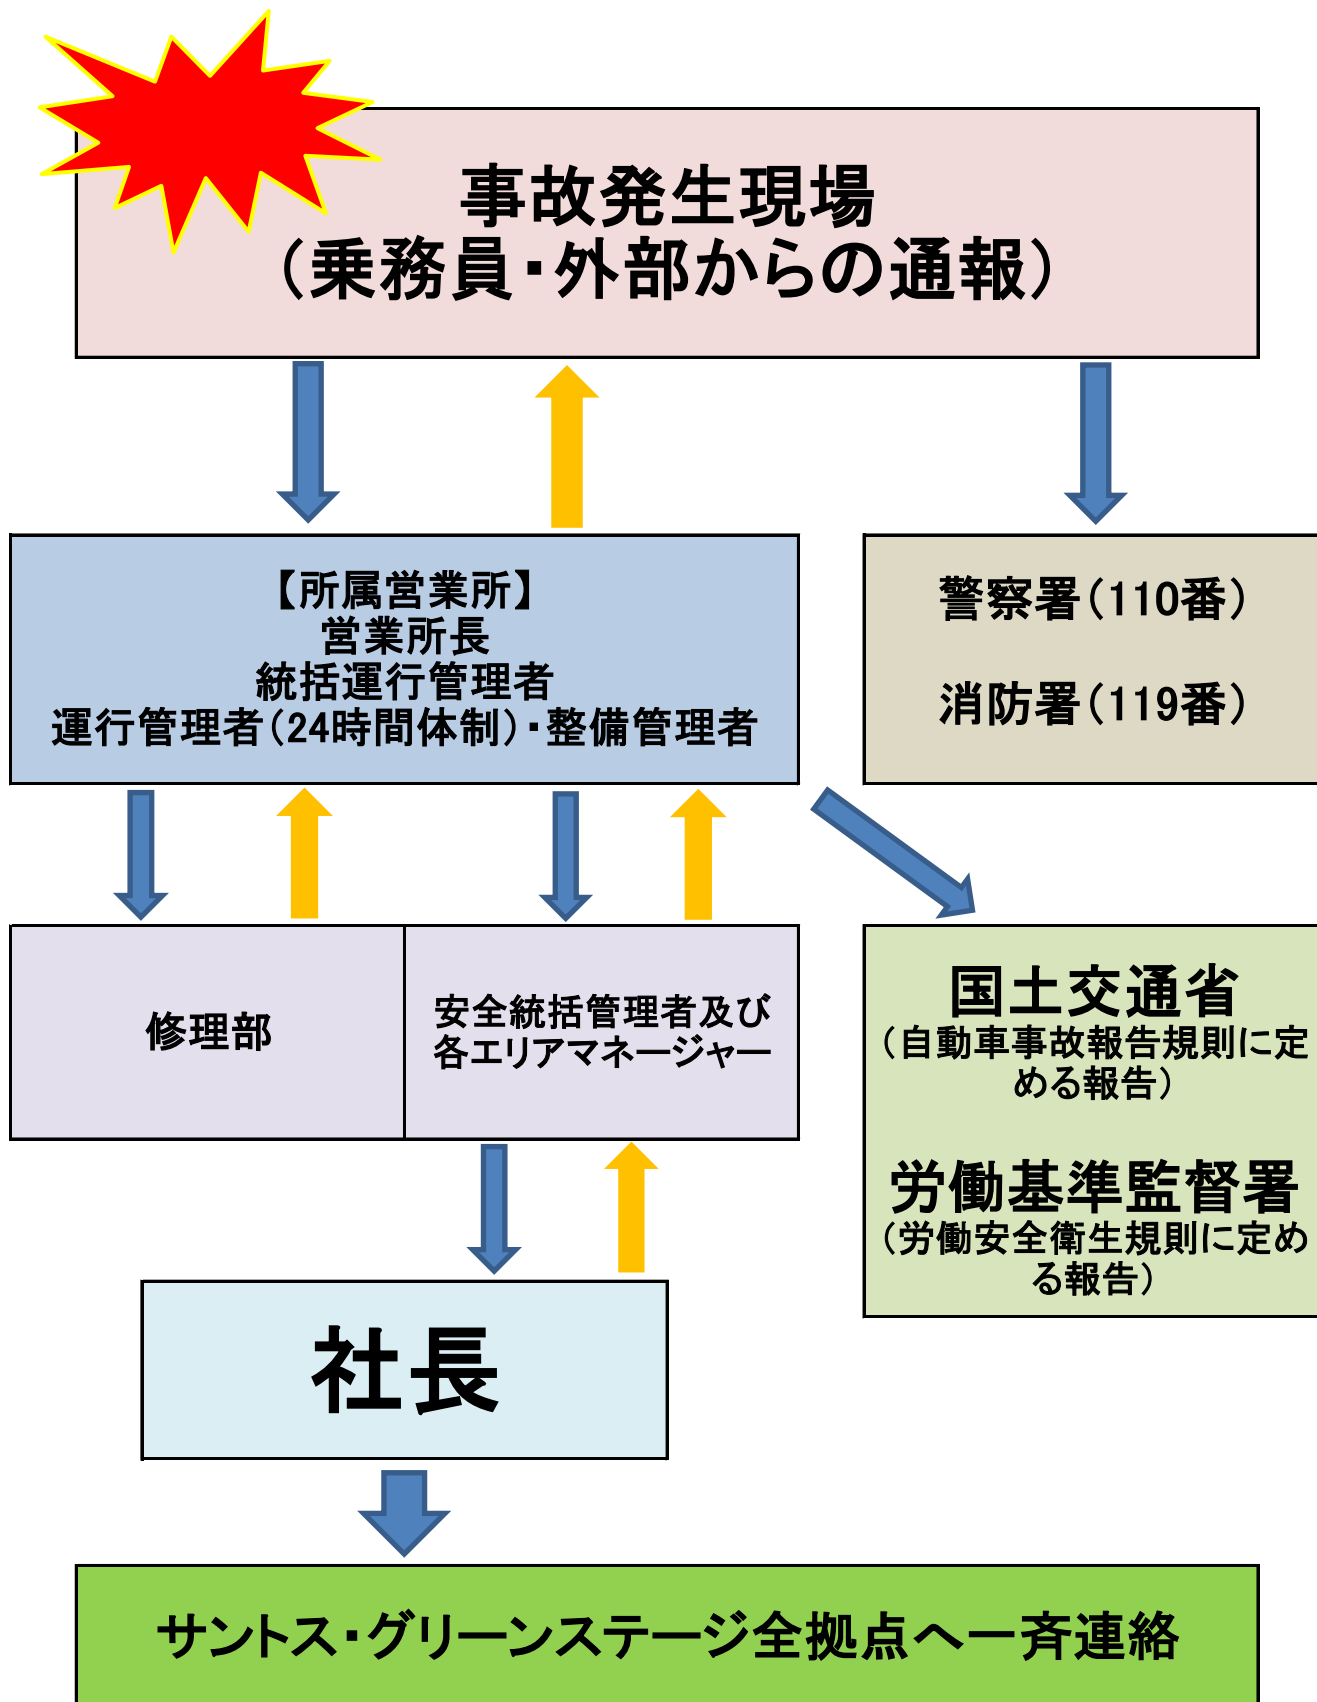 事故発生現場
（乗務員・外部からの通報）
【所属営業所】
営業所長
統括運行管理者
運行管理者（24時間体制）・整備管理者
警察署（110番）
消防署（119番）
修理部
安全統括管理者及び
各エリアマネージャー
国土交通省
（自動車事故報告規則に定
める報告）
労働基準監督署
（労働安全衛生規則に定め
る報告）
社長
サントス・グリーンステージ全拠点へ一斉連絡